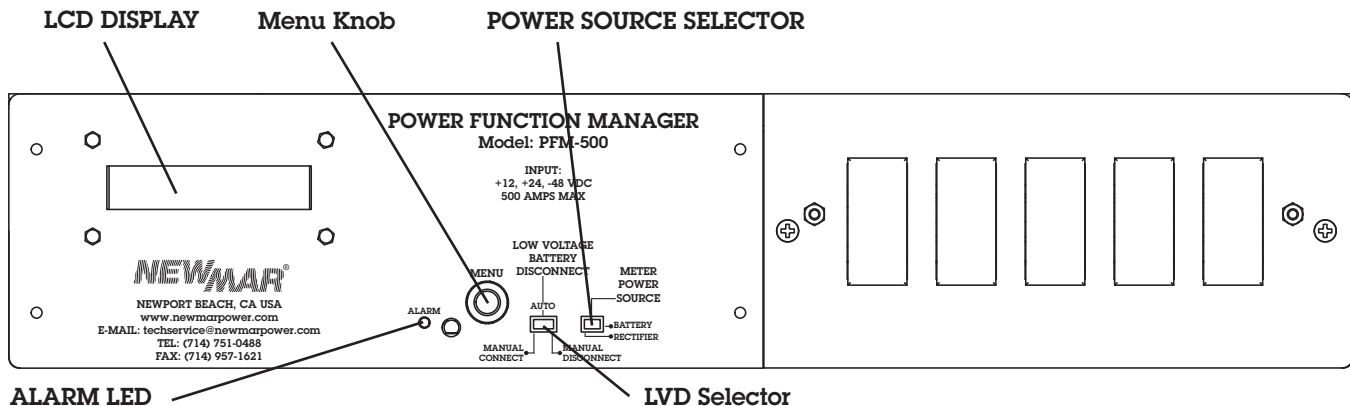 LCD DISPLAY
Menu Knob
POWER SOURCE SELECTOR
POWER FUNCTION MANAGER
Model: PFM-500
INPUT:
+12, +24, -48 VDC
500 AMPS MAX
NEWMAR®
NEWPORT BEACH, CA USA
www.newmarpower.com
E-MAIL: techservice@newmarpower.com
TEL: (714) 751-0488
FAX: (714) 957-1621
ALARM
MENU
LOW VOLTAGE
BATTERY
DISCONNECT
AUTO
MANUAL
CONNECT
MANUAL
DISCONNECT
METER
POWER
SOURCE
BATTERY
RECTIFIER
ALARM LED
LVD Selector